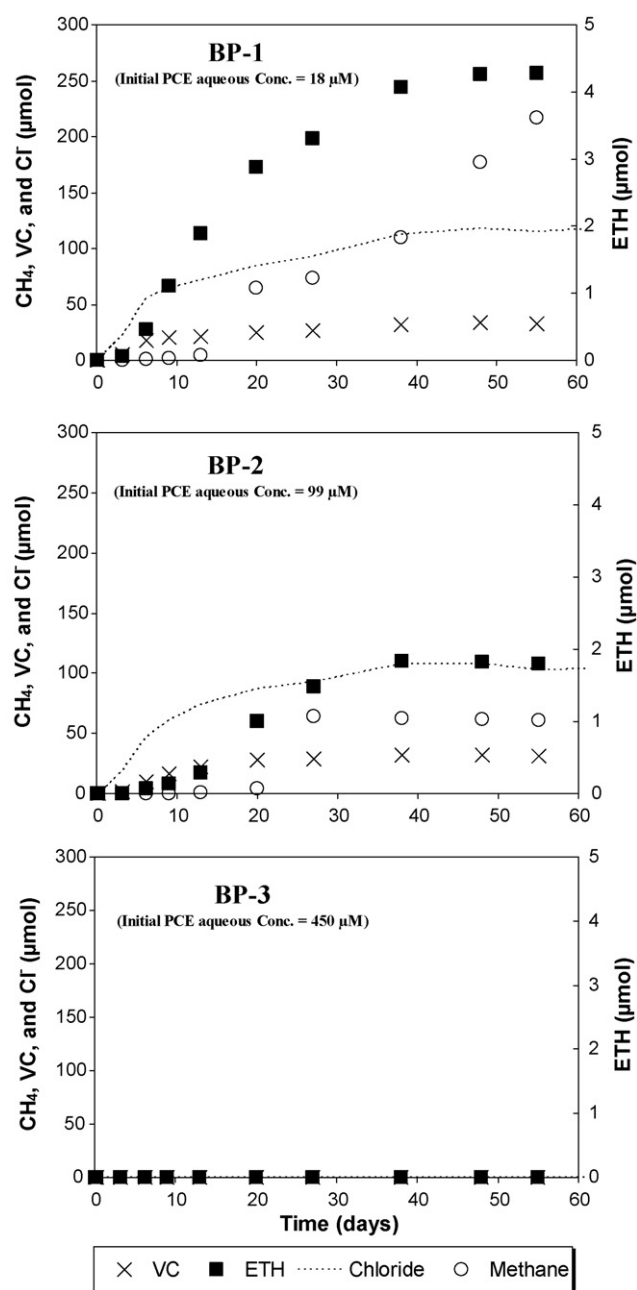 BP-1
(Initial PCE aqueous Conc. = 18 µM)
CH₄, VC, and Cl⁻ (µmol)
300
250
200
150
100
50
0
ETH (µmol)
5
4
3
2
1
0
0 10 20 30 40 50 60
BP-2
(Initial PCE aqueous Conc. = 99 µM)
CH₄, VC, and Cl⁻ (µmol)
300
250
200
150
100
50
0
ETH (µmol)
5
4
3
2
1
0
0 10 20 30 40 50 60
BP-3
(Initial PCE aqueous Conc. = 450 µM)
CH₄, VC, and Cl⁻ (µmol)
300
250
200
150
100
50
0
ETH (µmol)
5
4
3
2
1
0
0 10 20 30 40 50 60
Time (days)
VC ETH Chloride Methane